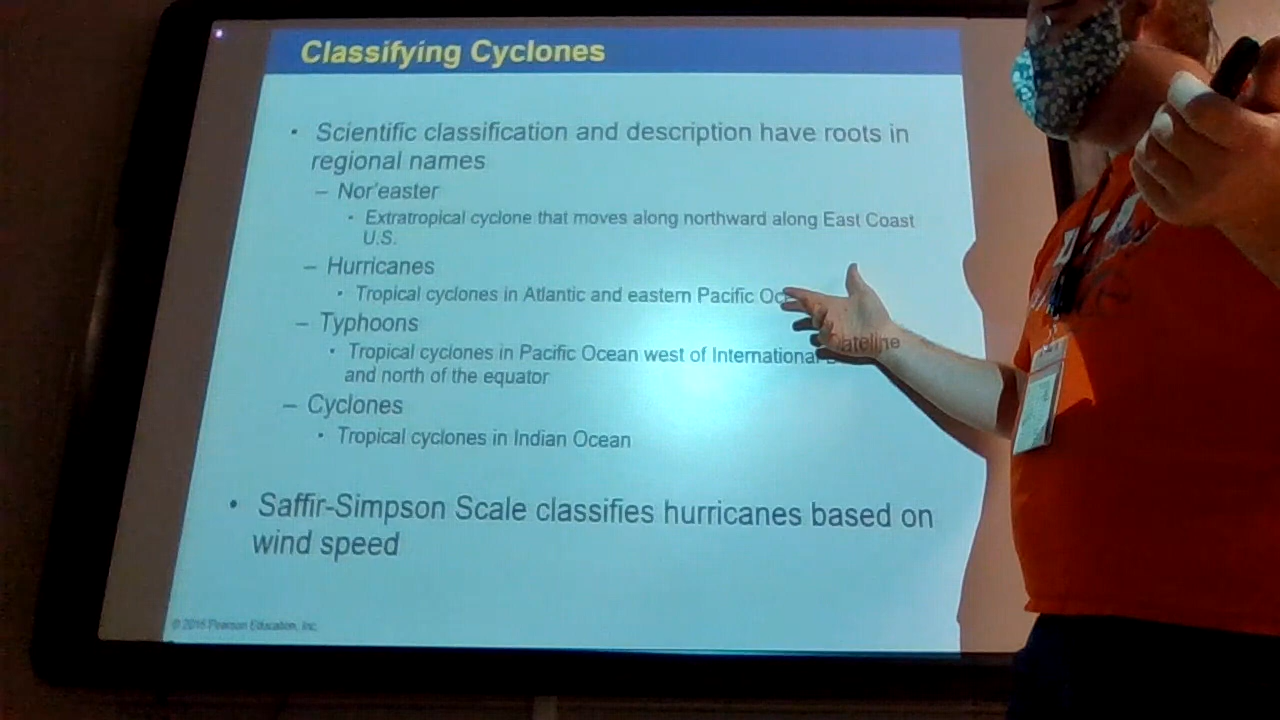 Classifying Cyclones
• Scientific classification and description have roots in
regional names
– Nor'easter
• Extratropical cyclone that moves along northward along East Coast
U.S.
– Hurricanes
• Tropical cyclones in Atlantic and eastern Pacific
– Typhoons
• Tropical cyclones in Pacific Ocean west of International Dateline
and north of the equator
– Cyclones
• Tropical cyclones in Indian Ocean
• Saffir-Simpson Scale classifies hurricanes based on
wind speed
Pearson Education, Inc.